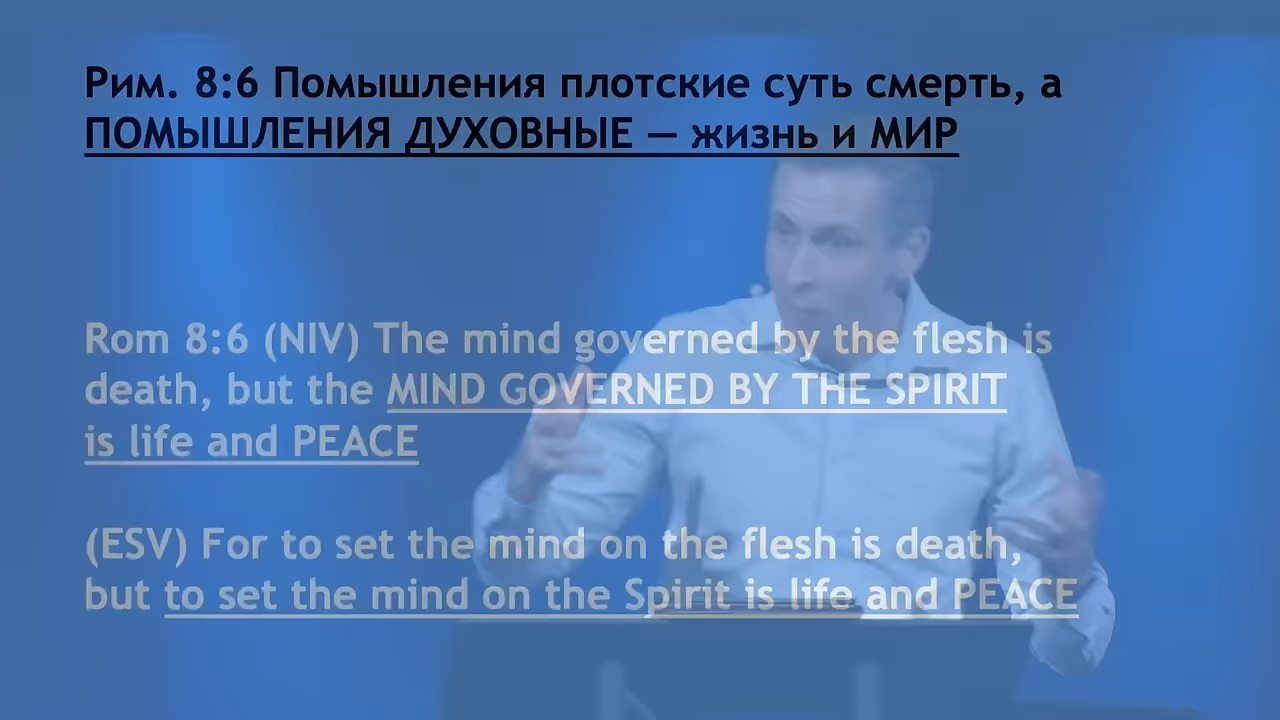 Рим. 8:6 Помышления плотские суть смерть, а
ПОМЫШЛЕНИЯ ДУХОВНЫЕ — жизнь и МИР
Rom 8:6 (NIV) The mind governed by the flesh is
death, but the MIND GOVERNED BY THE SPIRIT
is life and PEACE
(ESV) For to set the mind on the flesh is death,
but to set the mind on the Spirit is life and PEACE